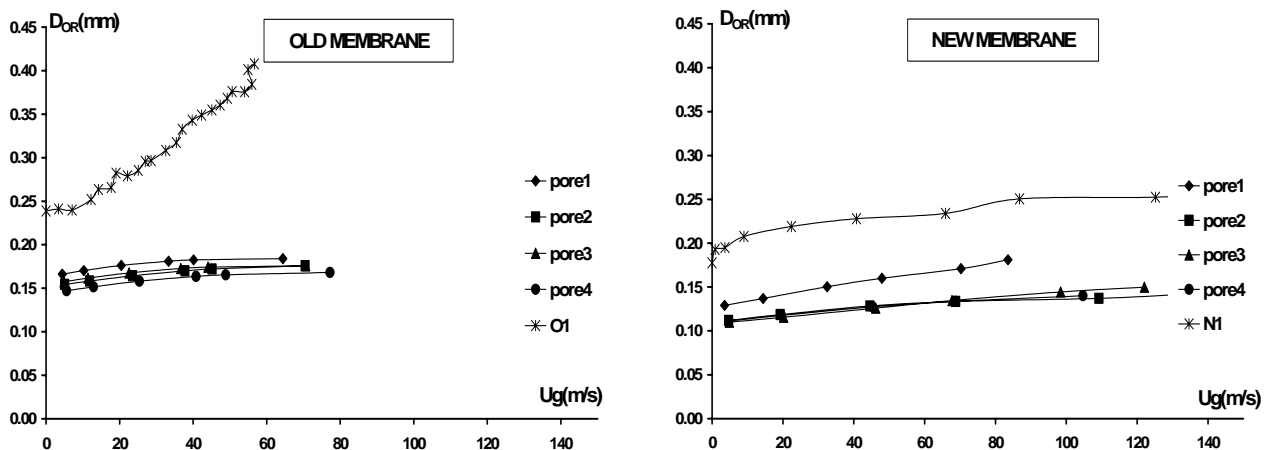 D_OR(mm)
OLD MEMBRANE
0.45
0.40
0.35
0.30
0.25
0.20
0.15
0.10
0.05
0.00
0 20 40 60 80 100 120 140
Ug(m/s)
pore1
pore2
pore3
pore4
O1
D_OR(mm)
NEW MEMBRANE
0.45
0.40
0.35
0.30
0.25
0.20
0.15
0.10
0.05
0.00
0 20 40 60 80 100 120 140
Ug(m/s)
pore1
pore2
pore3
pore4
N1